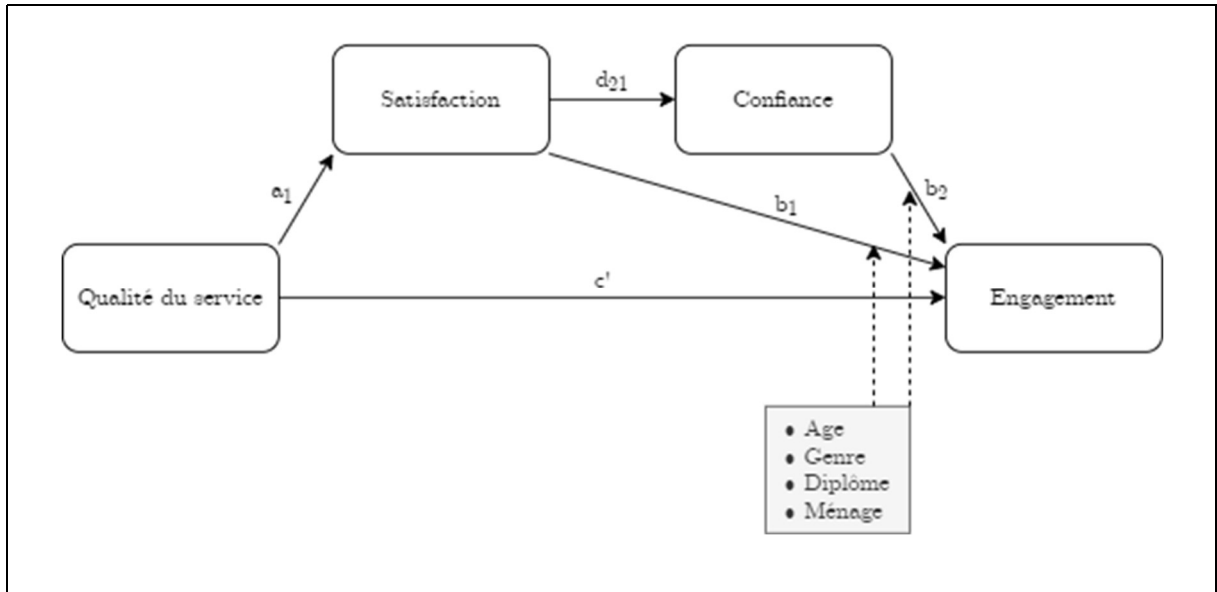 Satisfaction
d21
Confiance
a1
b1
b2
Qualité du service
c'
Engagement
• Age
• Genre
• Diplôme
• Ménage